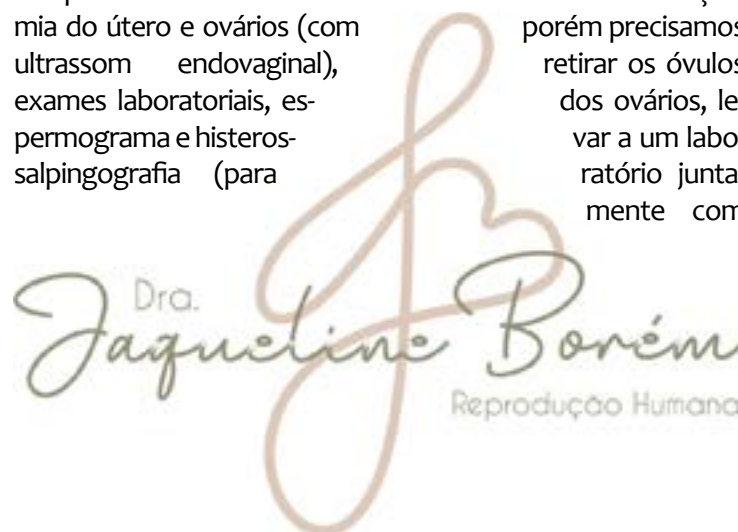 mia do útero e ovários (com
ultrassom endovaginal),
exames laboratoriais, es-
permograma e histeros-
salpingografia (para
porém precisamos
retirar os óvulos
dos ovários, le
var a um labo
ratório junta
mente com
Dra.
Jaqueline Borém
Reprodução Humana